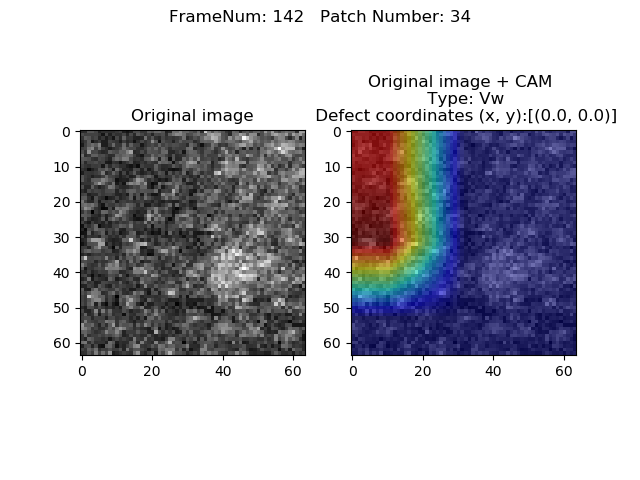 FrameNum: 142   Patch Number: 34
Original image
0
10
20
30
40
50
60
0 20 40 60
Original image + CAM
Type: Vw
Defect coordinates (x, y):[(0.0, 0.0)]
0
10
20
30
40
50
60
0 20 40 60